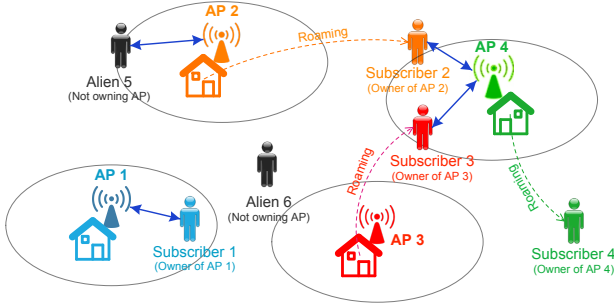 AP 2
Roaming
Alien 5
(Not owning AP)
Subscriber 2
(Owner of AP 2)
AP 4
Subscriber 3
(Owner of AP 3)
Roaming
Roaming
AP 1
Alien 6
(Not owning AP)
Subscriber 1
(Owner of AP 1)
AP 3
Subscriber 4
(Owner of AP 4)